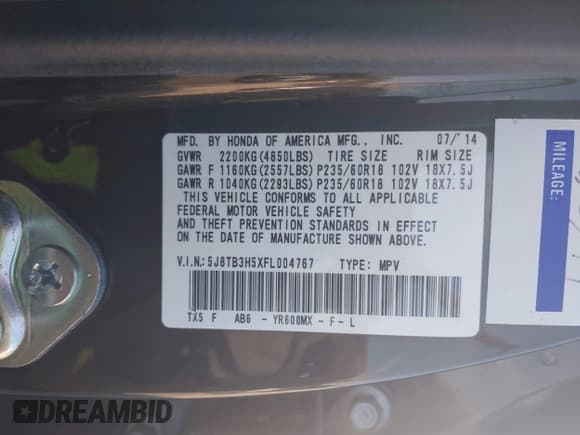 MFD. BY HONDA OF AMERICA MFG., INC. 07/'14
GVWR 2200KG(4850LBS) TIRE SIZE RIM SIZE
GAWR F 1160KG(2557LBS) P235/60R18 102V 18X7.5J
GAWR R 1040KG(2293LBS) P235/60R18 102V 18X7.5J
THIS VEHICLE CONFORMS TO ALL APPLICABLE
FEDERAL MOTOR VEHICLE SAFETY
AND THEFT PREVENTION STANDARDS IN EFFECT
ON THE DATE OF MANUFACTURE SHOWN ABOVE.
V.I.N.:5J8TB3H5XFL004767 TYPE: MPV
TX5 F AB6 - YR600MX - F - L
MILEAGE:
DREAMBID